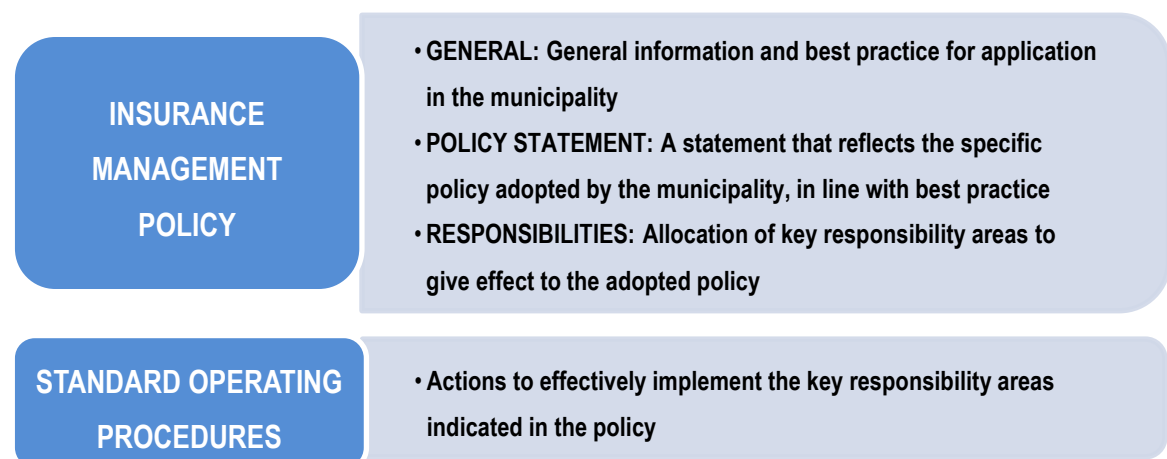 INSURANCE
MANAGEMENT
POLICY
• GENERAL: General information and best practice for application
in the municipality
• POLICY STATEMENT: A statement that reflects the specific
policy adopted by the municipality, in line with best practice
• RESPONSIBILITIES: Allocation of key responsibility areas to
give effect to the adopted policy
STANDARD OPERATING
PROCEDURES
• Actions to effectively implement the key responsibility areas
indicated in the policy